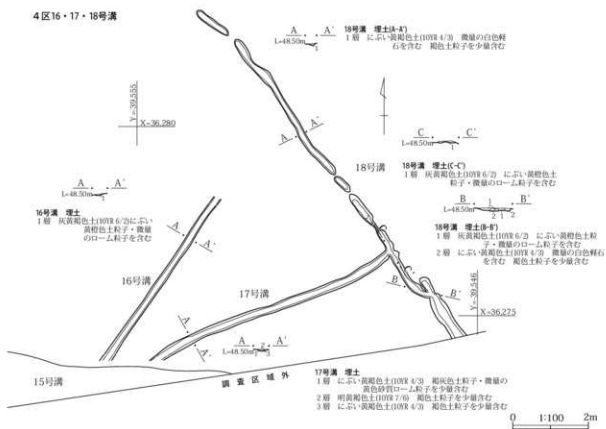 4区16・17・18号溝
A A'
L=48.50m
1
18号溝 埋土(A-A')
1層 にぶい黄褐色土(10YR 4/3) 微量の白色軽
石を含む 褐色土粒子を少量含む
Y=-39,555
X=36,280
A A'
18号溝
C C'
L=48.50m
1
18号溝 埋土(C-C')
1層 灰黄褐色土(10YR 6/2) にぶい黄橙色土
粒子・微量のローム粒子を含む
B B'
L=48.50m
1
2 1 2
18号溝 埋土(B-B')
1層 灰黄褐色土(10YR 6/2) にぶい黄橙色土粒
子・微量のローム粒子を含む
2層 にぶい黄褐色土(10YR 4/3) 微量の白色軽石
を含む 褐色土粒子を少量含む
A A'
L=48.50m
1
16号溝 埋土
1層 灰黄褐色土(10YR 6/2)にぶい
黄橙色土粒子・微量
のローム粒子を含む
A A'
16号溝
17号溝
B B'
Y=-39,546
X=36,275
A A'
A A'
L=48.50m
1 2 3
15号溝
調査区域外
17号溝 埋土
1層 にぶい黄褐色土(10YR 4/3) 褐灰色土粒子・微量の
黄色砂質ローム粒子を少量含む
2層 明黄褐色土(10YR 7/6) 褐色土粒子を少量含む
3層 にぶい黄褐色土(10YR 4/3) 褐色土粒子を少量含む
0 1:100 2m